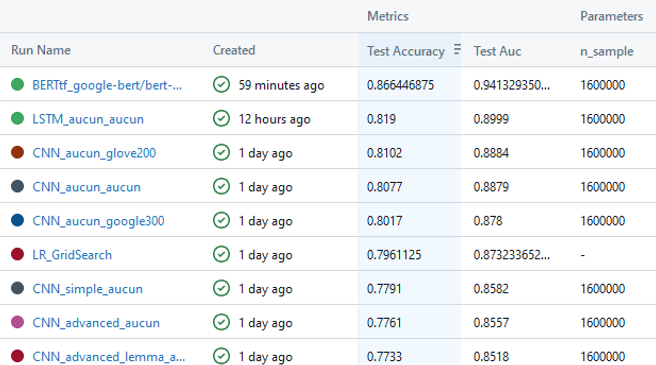 Metrics Parameters
Run Name Created Test Accuracy Test Auc n_sample
BERTtf_google-bert/bert-... 59 minutes ago 0.866446875 0.941329350... 1600000
LSTM_aucun_aucun 12 hours ago 0.819 0.8999 1600000
CNN_aucun_glove200 1 day ago 0.8102 0.8884 1600000
CNN_aucun_aucun 1 day ago 0.8077 0.8879 1600000
CNN_aucun_google300 1 day ago 0.8017 0.878 1600000
LR_GridSearch 1 day ago 0.7961125 0.873233652... -
CNN_simple_aucun 1 day ago 0.7791 0.8582 1600000
CNN_advanced_aucun 1 day ago 0.7761 0.8557 1600000
CNN_advanced_lemma_a... 1 day ago 0.7733 0.8518 1600000